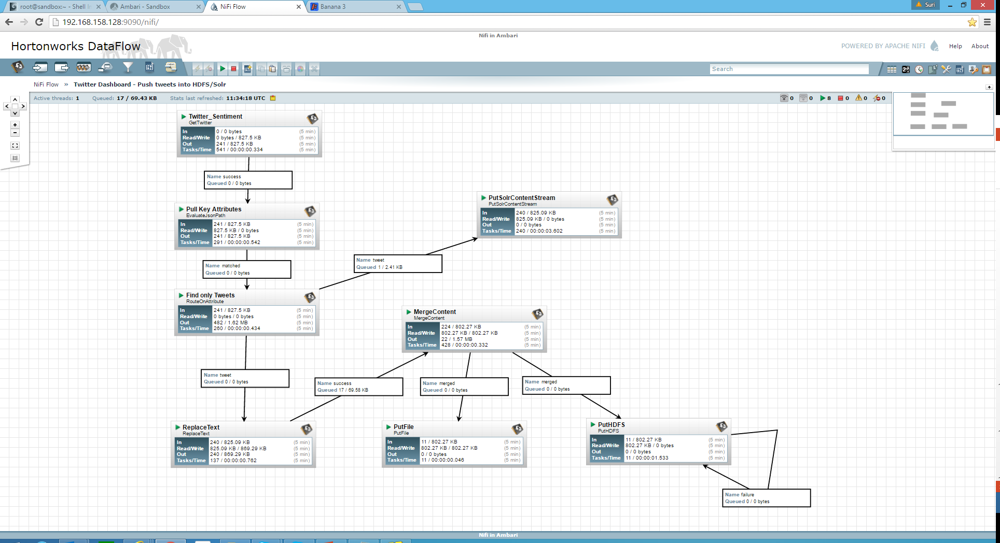 root@sandbox:~ - Shell In
Ambari - Sandbox
NiFi Flow
Banana 3
Suri
192.168.158.128:9090/nifi/
Nifi in Ambari
Hortonworks DataFlow
POWERED BY APACHE NIFI
Help
About
Search
NiFi Flow » Twitter Dashboard - Push tweets into HDFS/Solr
Active threads: 1 Queued: 17 / 69.43 KB Stats last refreshed: 11:34:18 UTC
0 0 8 0 0 0
Twitter_Sentiment
GetTwitter
In 0 / 0 bytes (5 min)
Read/Write 0 bytes / 827.5 KB (5 min)
Out 241 / 827.5 KB (5 min)
Tasks/Time 541 / 00:00:00.334 (5 min)
Name success
Queued 0 / 0 bytes
Pull Key Attributes
EvaluateJsonPath
In 241 / 827.5 KB (5 min)
Read/Write 827.5 KB / 0 bytes (5 min)
Out 241 / 827.5 KB (5 min)
Tasks/Time 291 / 00:00:00.542 (5 min)
PutSolrContentStream
PutSolrContentStream
In 240 / 825.09 KB (5 min)
Read/Write 825.09 KB / 0 bytes (5 min)
Out 0 / 0 bytes (5 min)
Tasks/Time 240 / 00:00:03.602 (5 min)
Name matched
Queued 0 / 0 bytes
Name tweet
Queued 1 / 2.41 KB
Find only Tweets
RouteOnAttribute
In 241 / 827.5 KB (5 min)
Read/Write 0 bytes / 0 bytes (5 min)
Out 482 / 1.62 MB (5 min)
Tasks/Time 260 / 00:00:00.434 (5 min)
MergeContent
MergeContent
In 224 / 802.27 KB (5 min)
Read/Write 802.27 KB / 802.27 KB (5 min)
Out 22 / 1.57 MB (5 min)
Tasks/Time 428 / 00:00:00.332 (5 min)
Name tweet
Queued 0 / 0 bytes
Name success
Queued 17 / 69.58 KB
Name merged
Queued 0 / 0 bytes
Name merged
Queued 0 / 0 bytes
ReplaceText
ReplaceText
In 240 / 825.09 KB (5 min)
Read/Write 825.09 KB / 869.29 KB (5 min)
Out 240 / 869.29 KB (5 min)
Tasks/Time 137 / 00:00:00.762 (5 min)
PutFile
PutFile
In 11 / 802.27 KB (5 min)
Read/Write 802.27 KB / 802.27 KB (5 min)
Out 0 / 0 bytes (5 min)
Tasks/Time 11 / 00:00:00.046 (5 min)
PutHDFS
PutHDFS
In 11 / 802.27 KB (5 min)
Read/Write 802.27 KB / 0 bytes (5 min)
Out 0 / 0 bytes (5 min)
Tasks/Time 11 / 00:00:01.533 (5 min)
Name failure
Queued 0 / 0 bytes
Nifi in Ambari